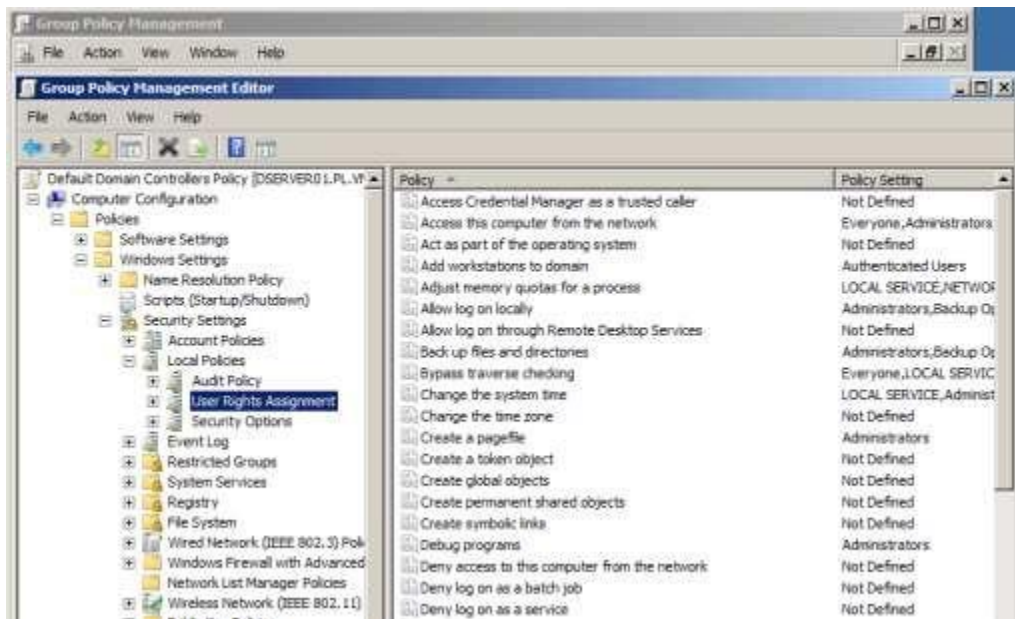 Group Policy Management
File Action View Window Help
Group Policy Management Editor
File Action View Help
Default Domain Controllers Policy [DSERVER01.PL.V
Computer Configuration
Policies
Software Settings
Windows Settings
Name Resolution Policy
Scripts (Startup/Shutdown)
Security Settings
Account Policies
Local Policies
Audit Policy
User Rights Assignment
Security Options
Event Log
Restricted Groups
System Services
Registry
File System
Wired Network (IEEE 802.3) Poli
Windows Firewall with Advanced
Network List Manager Policies
Wireless Network (IEEE 802.11)
Policy Policy Setting
Access Credential Manager as a trusted caller Not Defined
Access this computer from the network Everyone,Administrators
Act as part of the operating system Not Defined
Add workstations to domain Authenticated Users
Adjust memory quotas for a process LOCAL SERVICE,NETWOR
Allow log on locally Administrators,Backup Op
Allow log on through Remote Desktop Services Not Defined
Back up files and directories Administrators,Backup Op
Bypass traverse checking Everyone,LOCAL SERVIC
Change the system time LOCAL SERVICE,Administ
Change the time zone Not Defined
Create a pagefile Administrators
Create a token object Not Defined
Create global objects Not Defined
Create permanent shared objects Not Defined
Create symbolic links Not Defined
Debug programs Administrators
Deny access to this computer from the network Not Defined
Deny log on as a batch job Not Defined
Deny log on as a service Not Defined